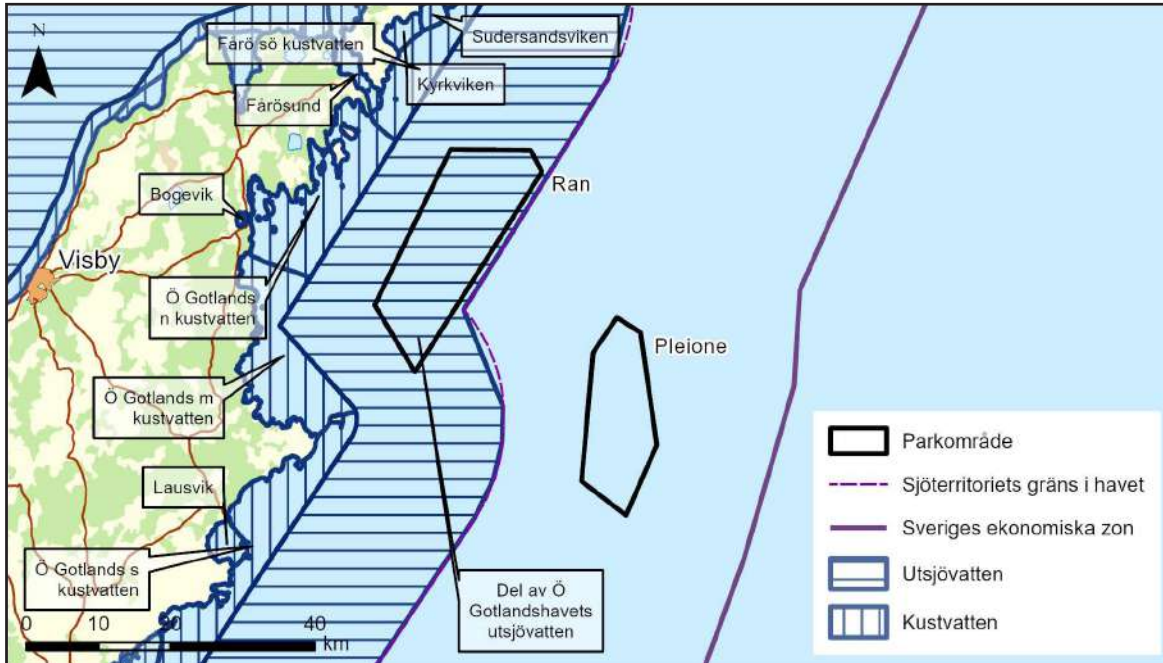 N
Sudersandsviken
Fårö sö kustvatten
Kyrkviken
Fårösund
Ran
Bogevik
Visby
Ö Gotlands
n kustvatten
Pleione
Ö Gotlands m
kustvatten
Lausvik
Ö Gotlands s
kustvatten
Del av Ö
Gotlandshavets
utsjövatten
0 10 20 40
km
Parkområde
Sjöterritoriets gräns i havet
Sveriges ekonomiska zon
Utsjövatten
Kustvatten